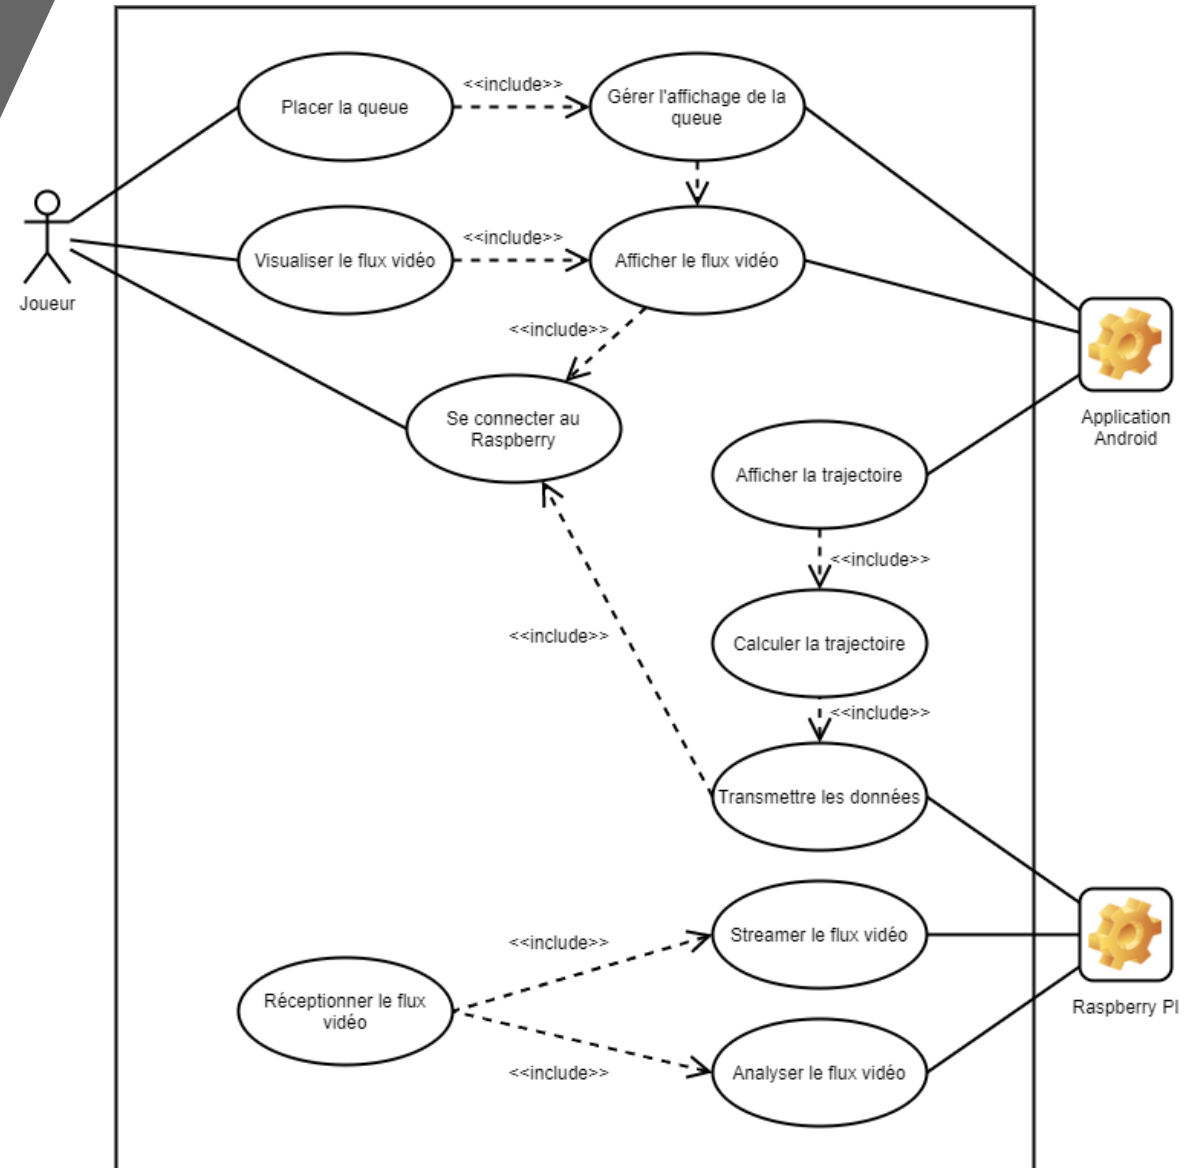 <<include>>
Placer la queue
Gérer l'affichage de la
queue
<<include>>
Visualiser le flux vidéo
Afficher le flux vidéo
Joueur
<<include>>
Se connecter au
Raspberry
Application
Android
Afficher la trajectoire
<<include>>
Calculer la trajectoire
<<include>>
<<include>>
Transmettre les données
Streamer le flux vidéo
<<include>>
Réceptionner le flux
vidéo
Raspberry PI
<<include>>
Analyser le flux vidéo